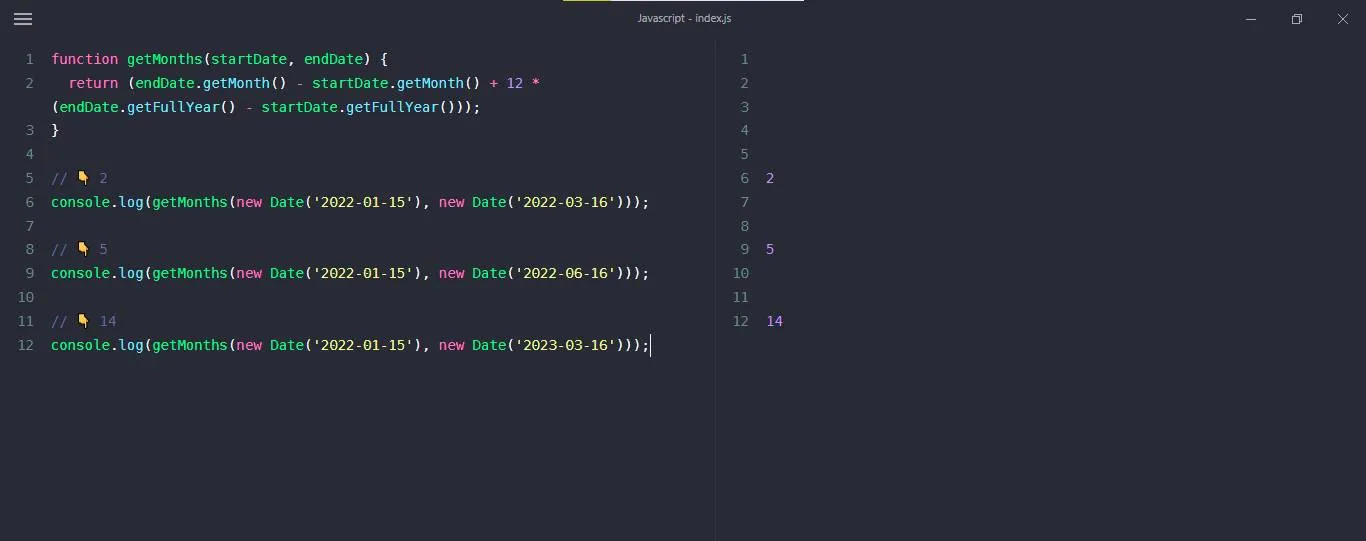 Javascript - index.js
1 function getMonths(startDate, endDate) {
2 return (endDate.getMonth() - startDate.getMonth() + 12 *
(endDate.getFullYear() - startDate.getFullYear()));
3 }
4
5 // 👇 2
6 console.log(getMonths(new Date('2022-01-15'), new Date('2022-03-16')));
7
8 // 👇 5
9 console.log(getMonths(new Date('2022-01-15'), new Date('2022-06-16')));
10
11 // 👇 14
12 console.log(getMonths(new Date('2022-01-15'), new Date('2023-03-16')));
1
2
3
4
5
6 2
7
8
9 5
10
11
12 14